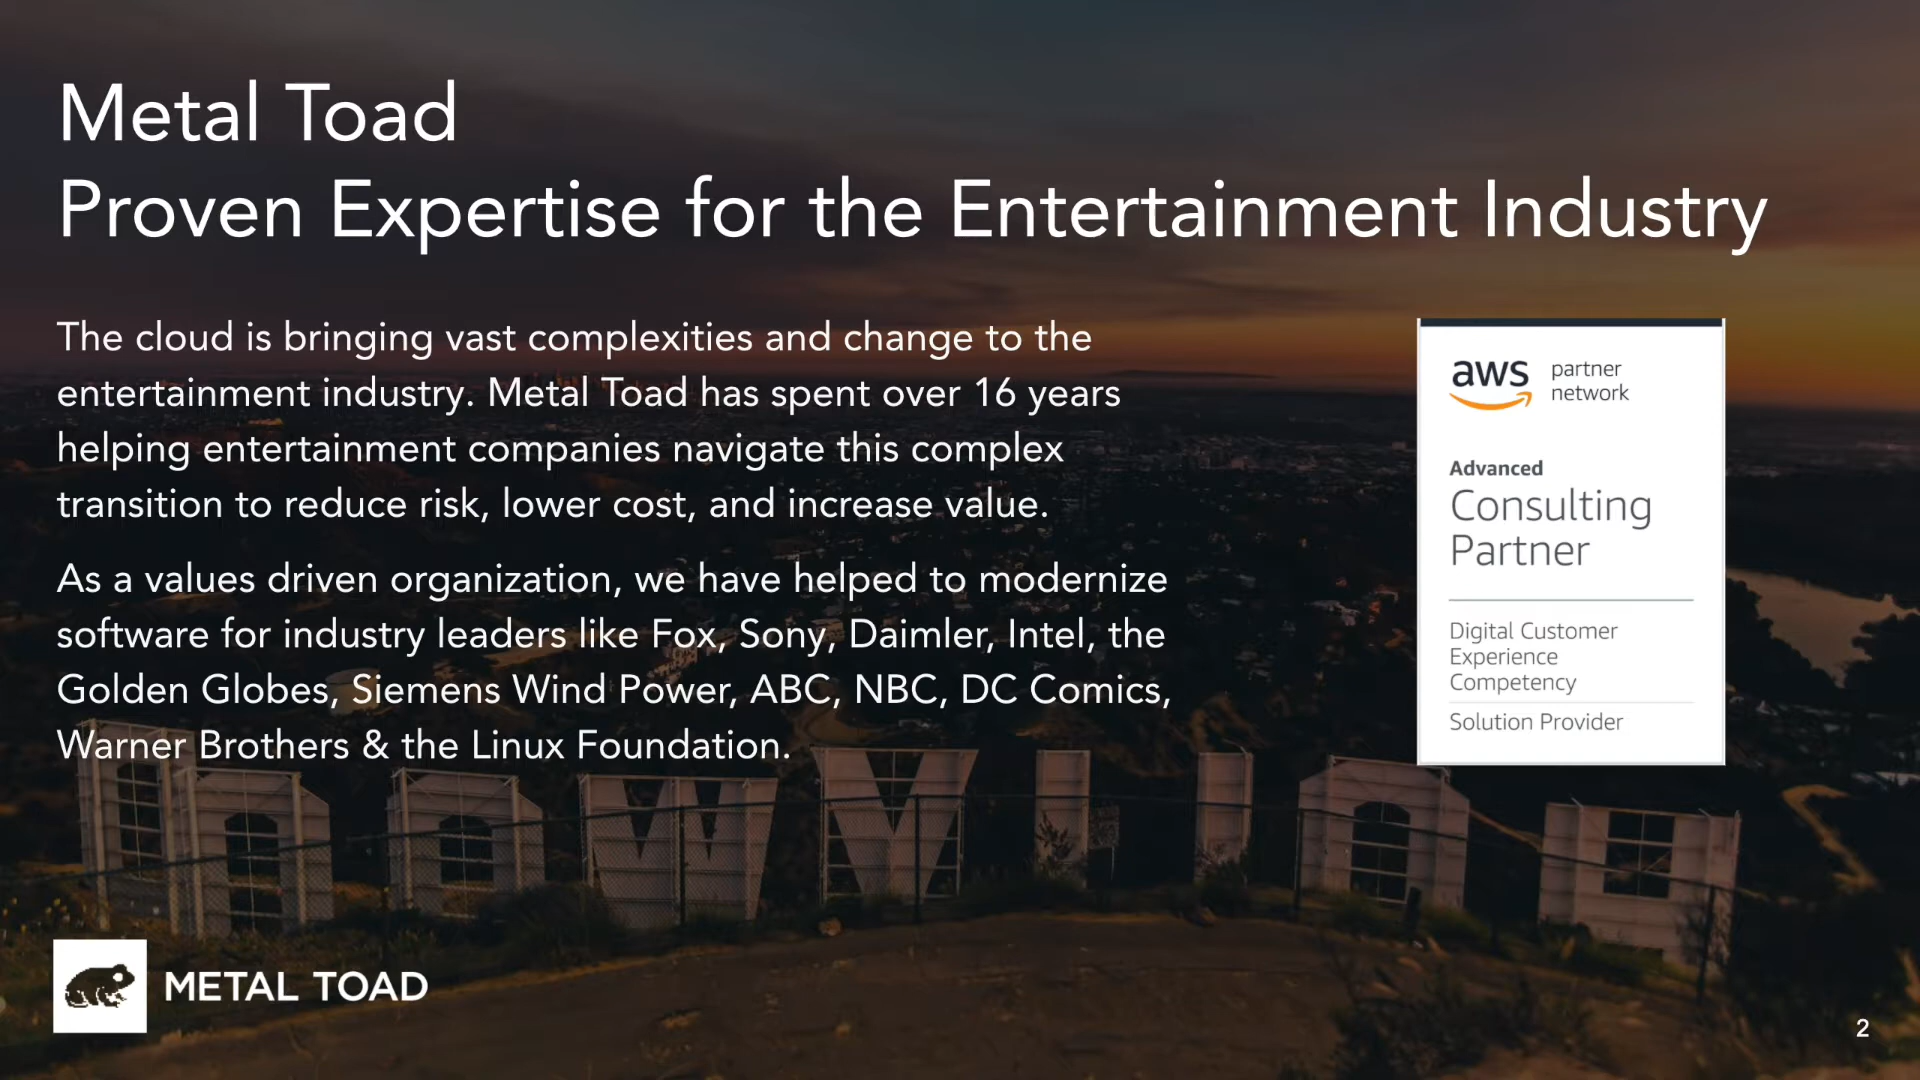 Metal Toad
Proven Expertise for the Entertainment Industry
The cloud is bringing vast complexities and change to the
entertainment industry. Metal Toad has spent over 16 years
helping entertainment companies navigate this complex
transition to reduce risk, lower cost, and increase value.
As a values driven organization, we have helped to modernize
software for industry leaders like Fox, Sony, Daimler, Intel, the
Golden Globes, Siemens Wind Power, ABC, NBC, DC Comics,
Warner Brothers & the Linux Foundation.
aws partner
network
Advanced
Consulting
Partner
Digital Customer
Experience
Competency
Solution Provider
METAL TOAD
2